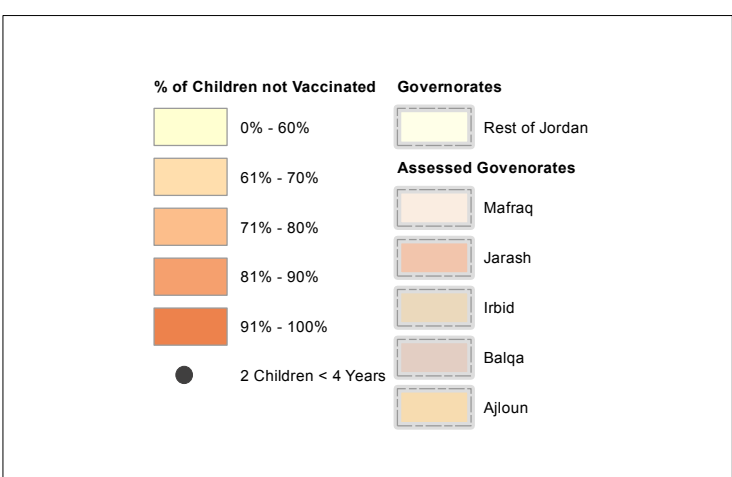 % of Children not Vaccinated
0% - 60%
61% - 70%
71% - 80%
81% - 90%
91% - 100%
2 Children < 4 Years
Governorates
Rest of Jordan
Assessed Govenorates
Mafraq
Jarash
Irbid
Balqa
Ajloun